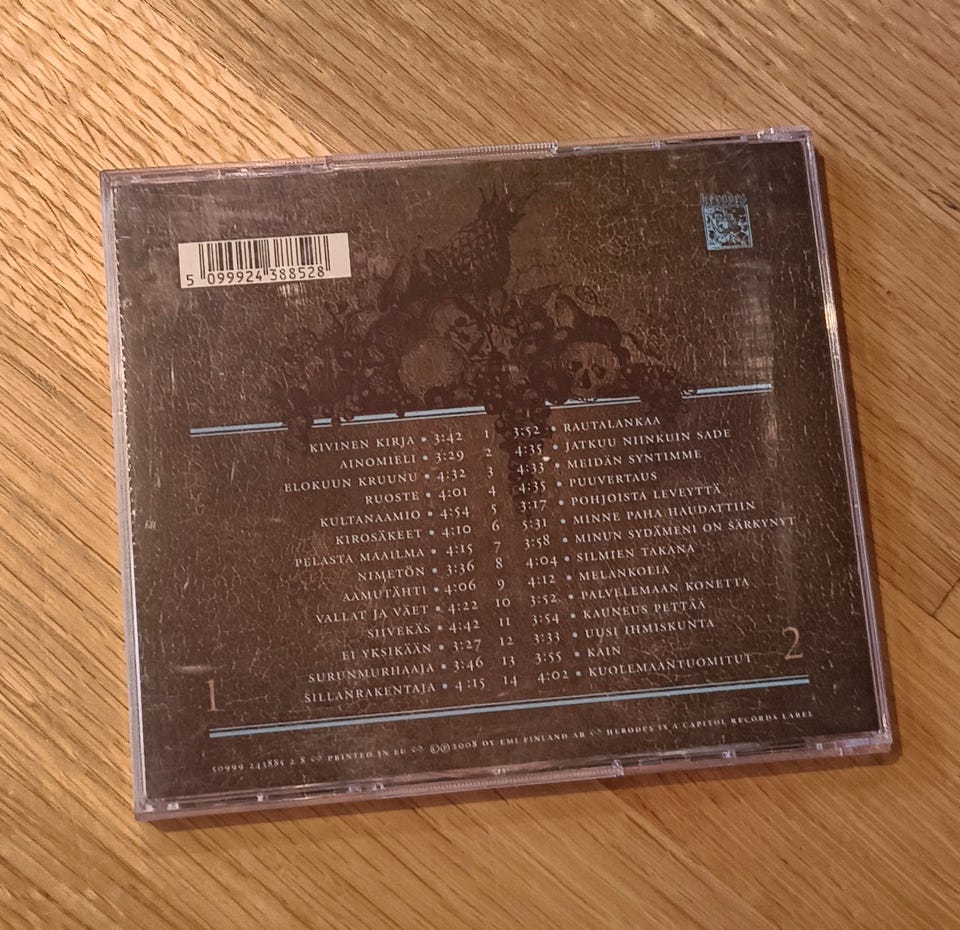 herodes
5 099924 388528
KIVINEN KIRJA • 3:42 1 3:52 • RAUTALANKAA
AINOMIELI • 3:29 2 4:35 • JATKUU NIINKUIN SADE
ELOKUUN KRUUNU • 4:32 3 4:33 • MEIDÄN SYNTIMME
RUOSTE • 4:01 4 4:35 • PUUVERTAUS
KULTANAAMIO • 4:54 5 3:17 • POHJOISTA LEVEYTTÄ
KIROSÄKEET • 4:10 6 5:31 • MINNE PAHA HAUDATTIIN
PELASTA MAAILMA • 4:15 7 3:58 • MINUN SYDÄMENI ON SÄRKYNYT
NIMETÖN • 3:36 8 4:04 • SILMIEN TAKANA
AAMUTÄHTI • 4:06 9 4:12 • MELANKOLIA
VALLAT JA VÄET • 4:22 10 3:52 • PALVELEMAAN KONETTA
SIIVEKÄS • 4:42 11 3:54 • KAUNEUS PETTÄÄ
EI YKSIKÄÄN • 3:27 12 3:33 • UUSI IHMISKUNTA
SURUNMURHAAJA • 3:46 13 3:55 • KAIN
SILLANRAKENTAJA • 4:15 14 4:02 • KUOLEMAANTUOMITUT
1 2
50999 243885 2 8 ∞ PRINTED IN EU ∞ ©℗ 2008 OY EMI FINLAND AB ∞ HERODES IS A CAPITOL RECORDS LABEL